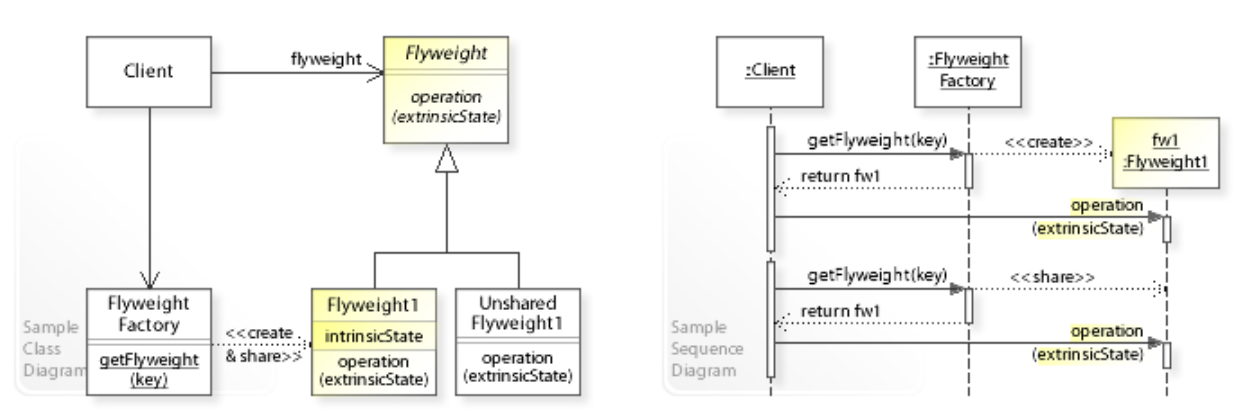 Client
flyweight
Flyweight
operation
(extrinsicState)
Flyweight
Factory
getFlyweight
(key)
<<create
& share>>
Flyweight1
intrinsicState
operation
(extrinsicState)
Unshared
Flyweight1
operation
(extrinsicState)
Sample
Class
Diagram
:Client
:Flyweight
Factory
fw1
:Flyweight1
getFlyweight(key)
<<create>>
return fw1
operation
(extrinsicState)
getFlyweight(key)
<<share>>
return fw1
operation
(extrinsicState)
Sample
Sequence
Diagram